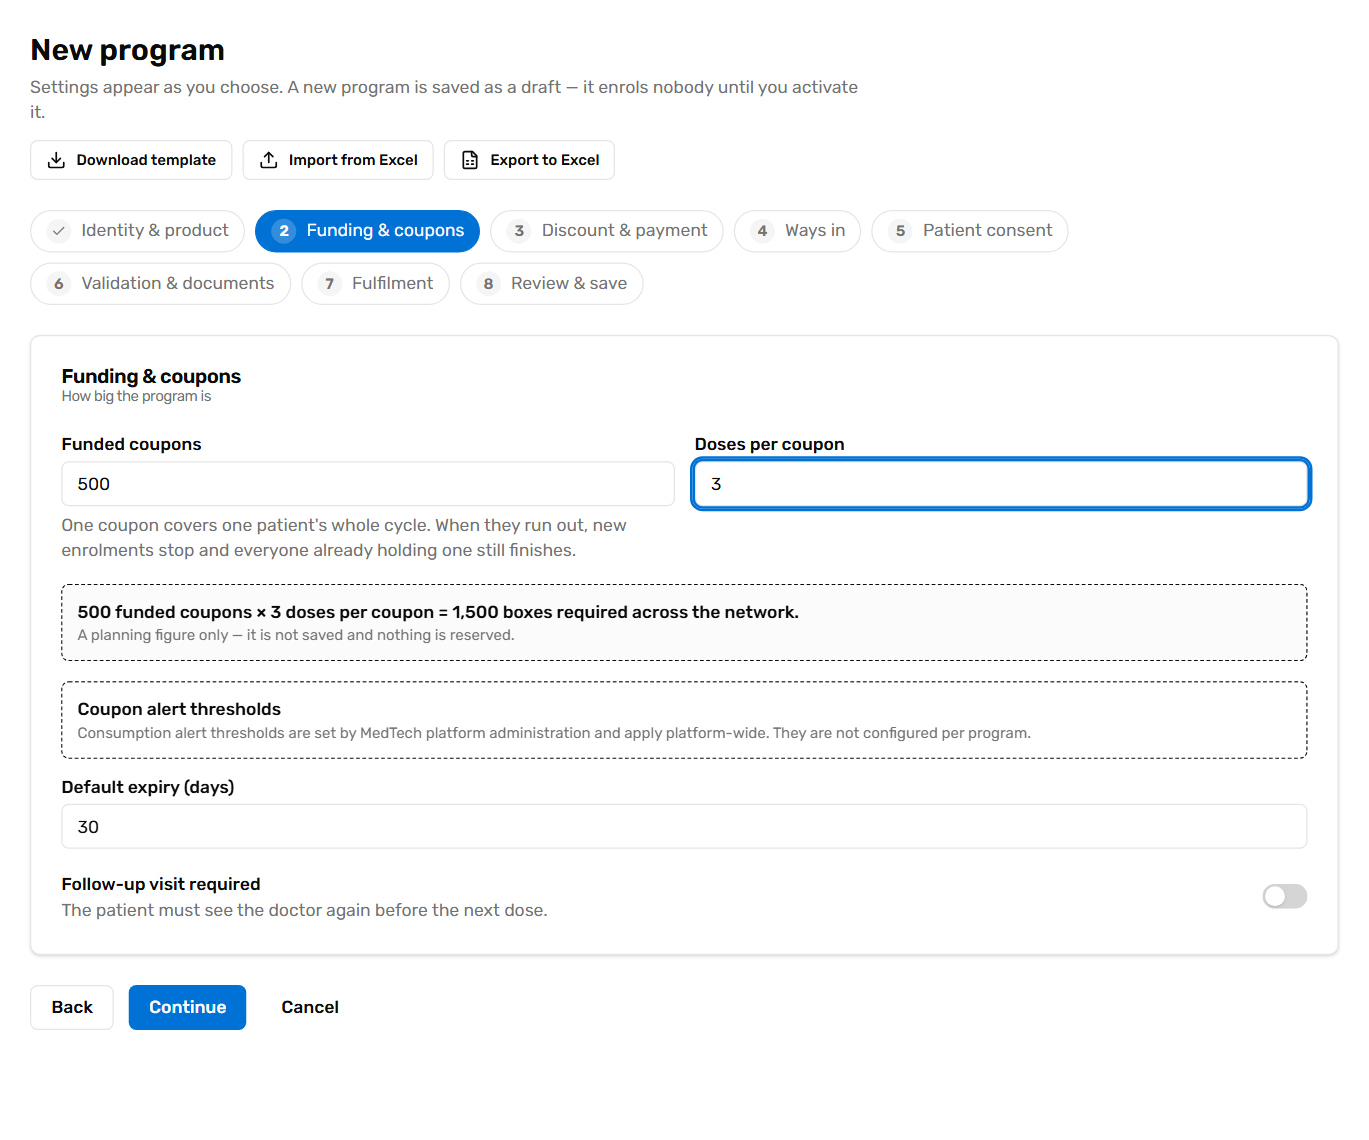 New program
Settings appear as you choose. A new program is saved as a draft — it enrols nobody until you activate
it.
Download template
Import from Excel
Export to Excel
Identity & product
2 Funding & coupons
3 Discount & payment
4 Ways in
5 Patient consent
6 Validation & documents
7 Fulfilment
8 Review & save
Funding & coupons
How big the program is
Funded coupons
500
One coupon covers one patient's whole cycle. When they run out, new
enrolments stop and everyone already holding one still finishes.
Doses per coupon
3
500 funded coupons × 3 doses per coupon = 1,500 boxes required across the network.
A planning figure only — it is not saved and nothing is reserved.
Coupon alert thresholds
Consumption alert thresholds are set by MedTech platform administration and apply platform-wide. They are not configured per program.
Default expiry (days)
30
Follow-up visit required
The patient must see the doctor again before the next dose.
Back
Continue
Cancel